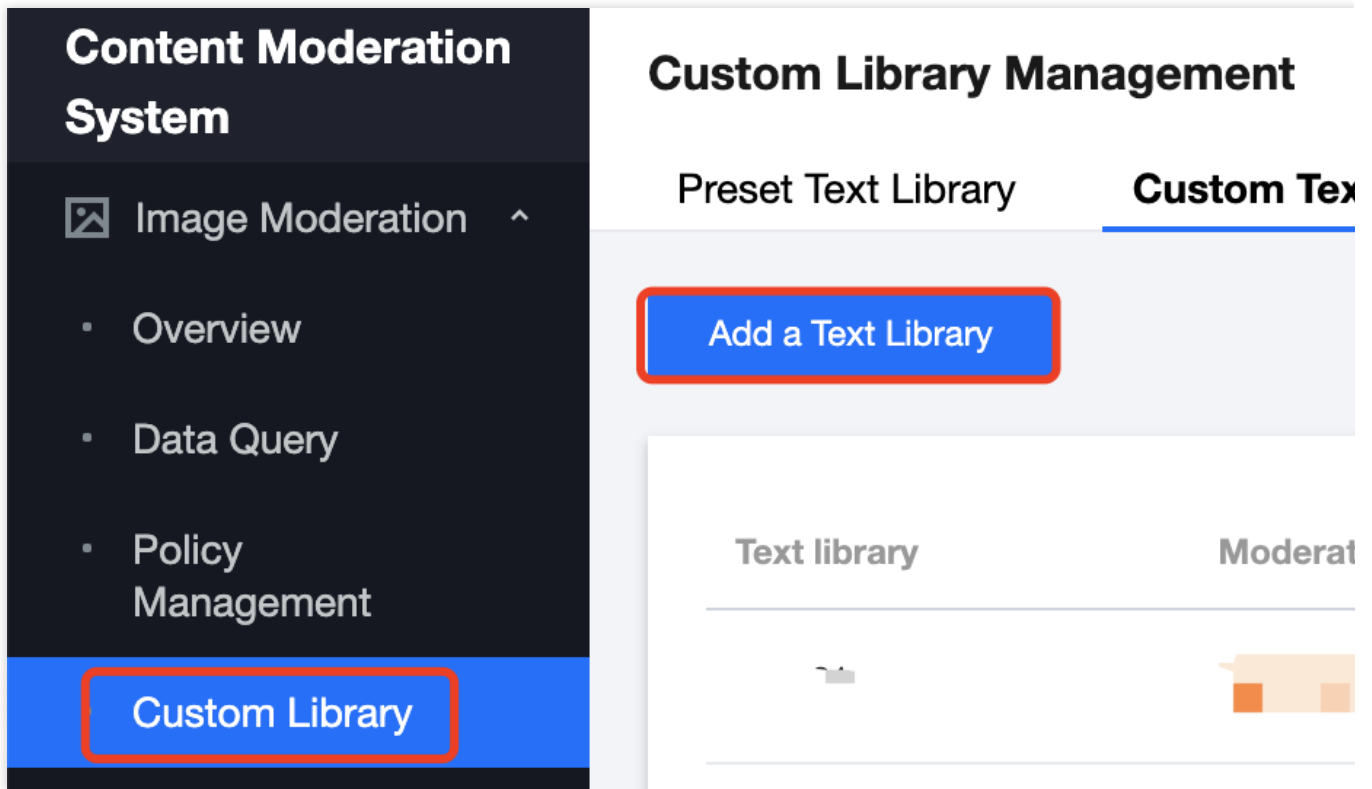 Content Moderation
System
Image Moderation
Overview
Data Query
Policy
Management
Custom Library
Custom Library Management
Preset Text Library
Custom
Add a Text Library
Text library